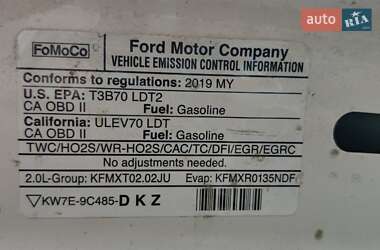 auto RIA.com
FoMoCo
Ford Motor Company
VEHICLE EMISSION CONTROL INFORMATION
Conforms to regulations: 2019 MY
U.S. EPA: T3B70 LDT2
CA OBD II Fuel: Gasoline
California: ULEV70 LDT
CA OBD II Fuel: Gasoline
TWC/HO2S/WR-HO2S/CAC/TC/DFI/EGR/EGRC
No adjustments needed.
2.0L-Group: KFMXT02.02JU Evap: KFMXR0135NDF
KW7E-9C485-DKZ